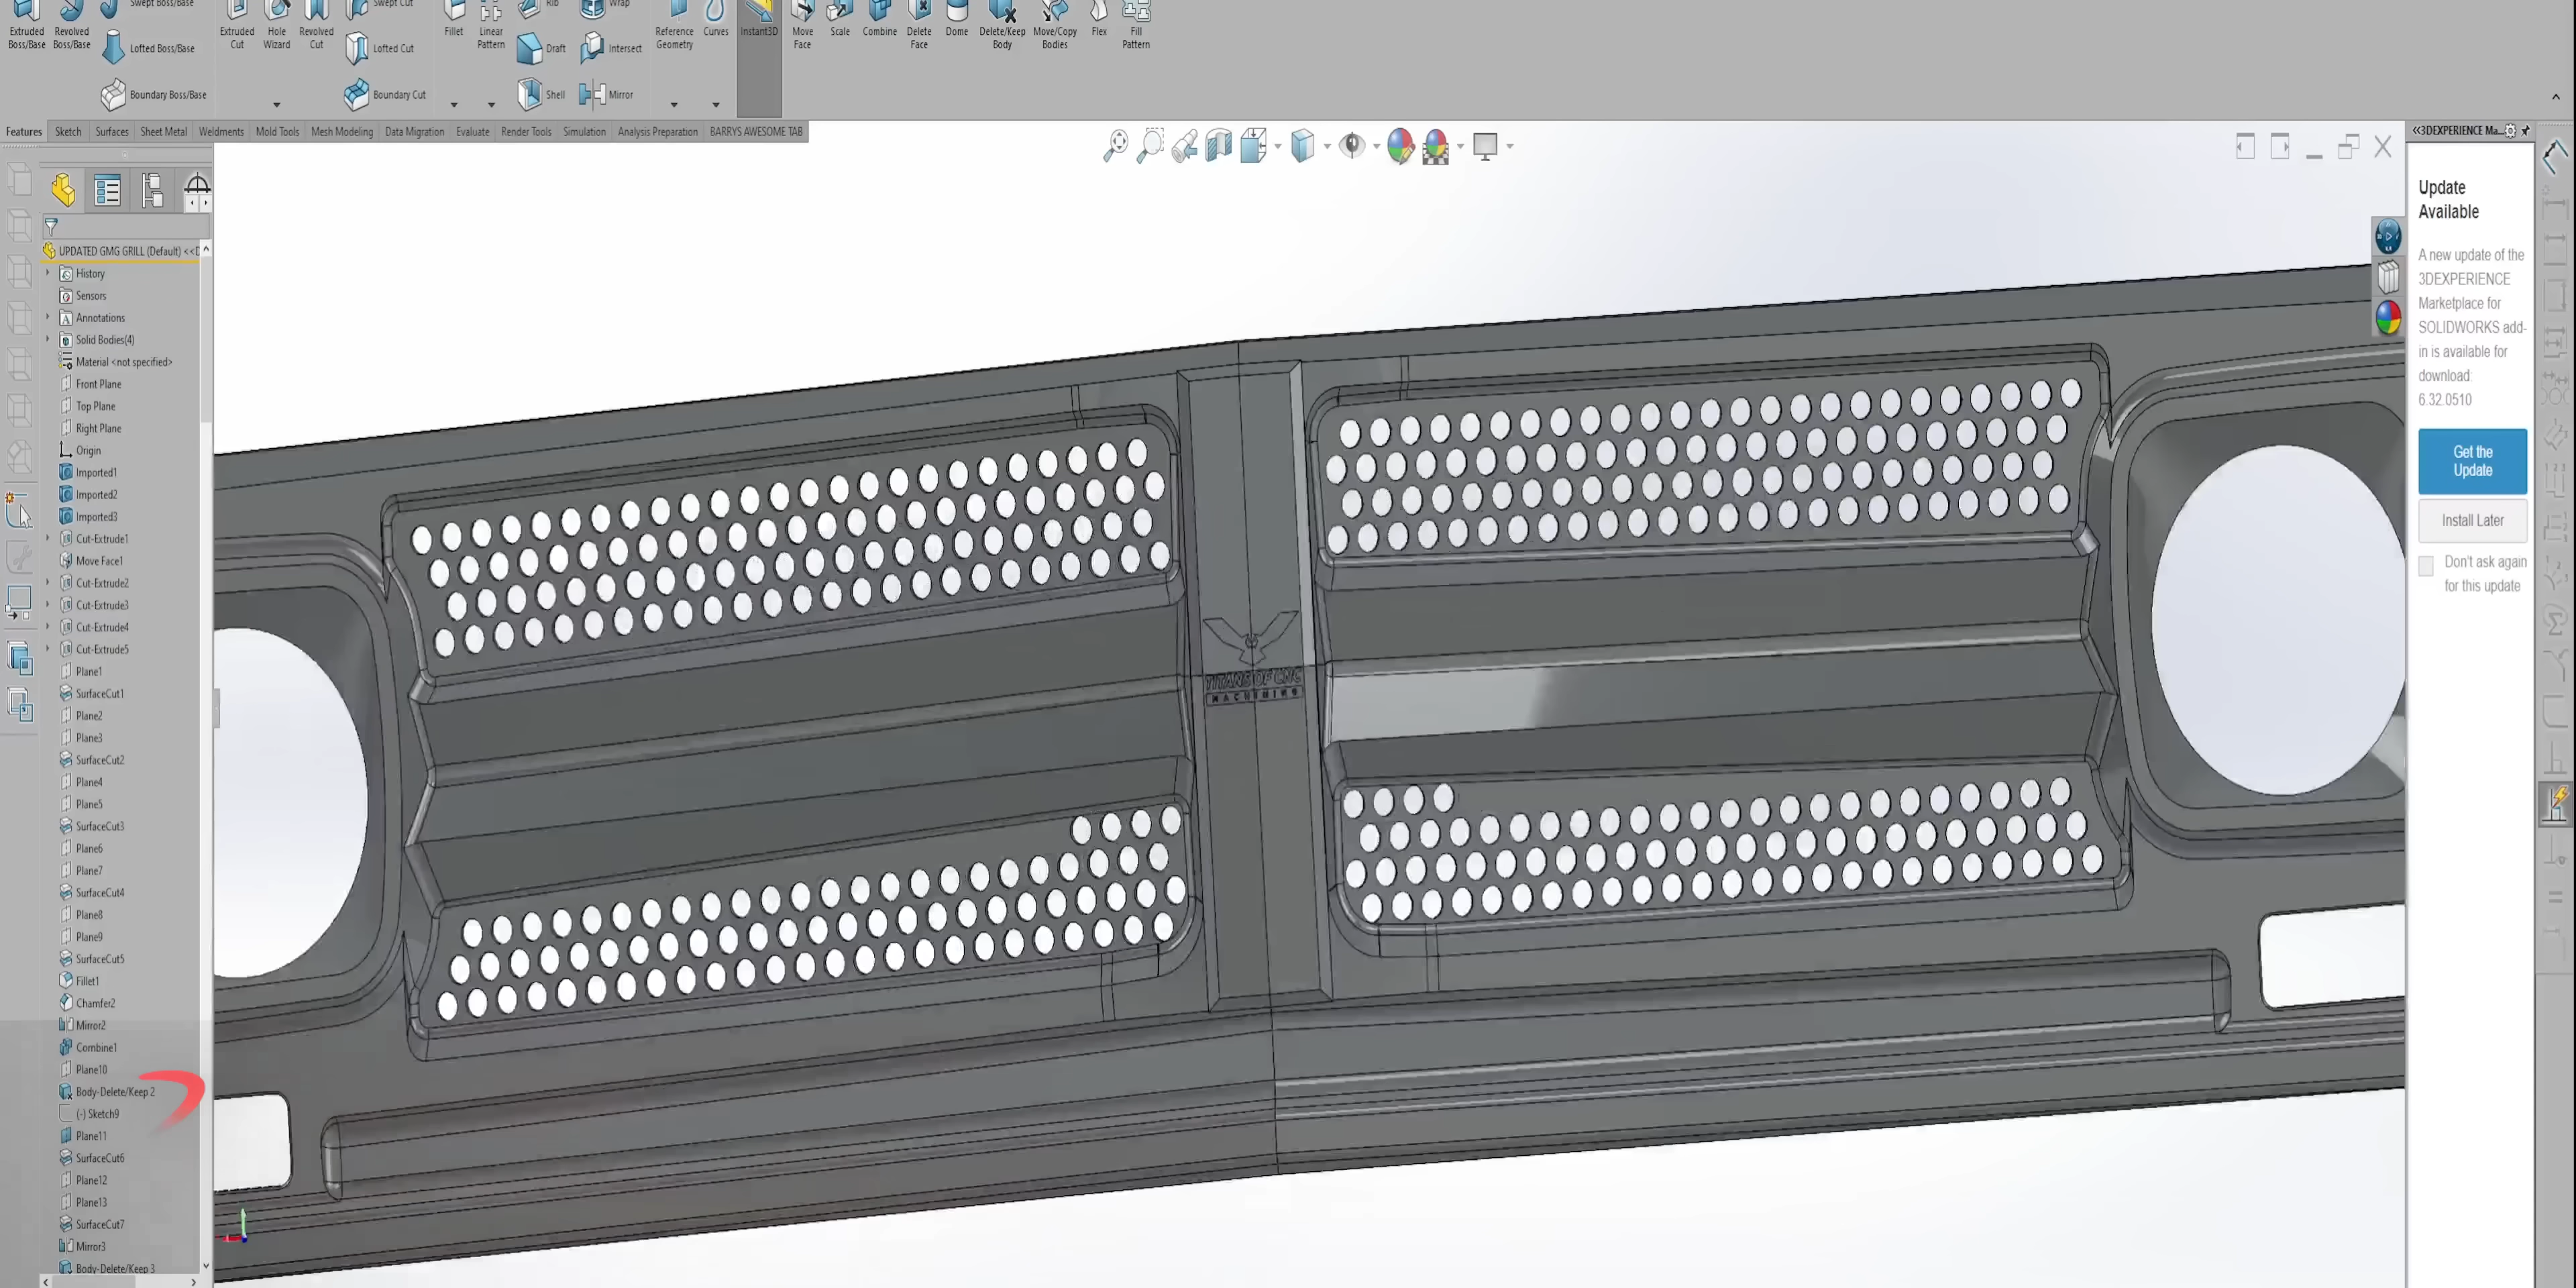 Swept Boss/Base
Swept Cut
Rib
Wrap
Extruded Boss/Base
Revolved Boss/Base
Lofted Boss/Base
Boundary Boss/Base
Extruded Cut
Hole Wizard
Revolved Cut
Lofted Cut
Boundary Cut
Fillet
Linear Pattern
Draft
Shell
Intersect
Mirror
Reference Geometry
Curves
Instant3D
Move Face
Scale
Combine
Delete Face
Dome
Delete/Keep Body
Move/Copy Bodies
Flex
Fill Pattern
Features
Sketch
Surfaces
Sheet Metal
Weldments
Mold Tools
Mesh Modeling
Data Migration
Evaluate
Render Tools
Simulation
Analysis Preparation
BARRYS AWESOME TAB
UPDATED GMG GRILL (Default) <<D
History
Sensors
Annotations
Solid Bodies(4)
Material <not specified>
Front Plane
Top Plane
Right Plane
Origin
Imported1
Imported2
Imported3
Cut-Extrude1
Move Face1
Cut-Extrude2
Cut-Extrude3
Cut-Extrude4
Cut-Extrude5
Plane1
SurfaceCut1
Plane2
Plane3
SurfaceCut2
Plane4
Plane5
SurfaceCut3
Plane6
Plane7
SurfaceCut4
Plane8
Plane9
SurfaceCut5
Fillet1
Chamfer2
Mirror2
Combine1
Plane10
Body-Delete/Keep 2
(-) Sketch9
Plane11
SurfaceCut6
Plane12
Plane13
SurfaceCut7
Mirror3
Body-Delete/Keep 3
TITANS OF CNC
MACHINING
<<3DEXPERIENCE Ma...
Update
Available
A new update of the
3DEXPERIENCE
Marketplace for
SOLIDWORKS add-
in is available for
download:
6.32.0510
Get the
Update
Install Later
Don't ask again
for this update